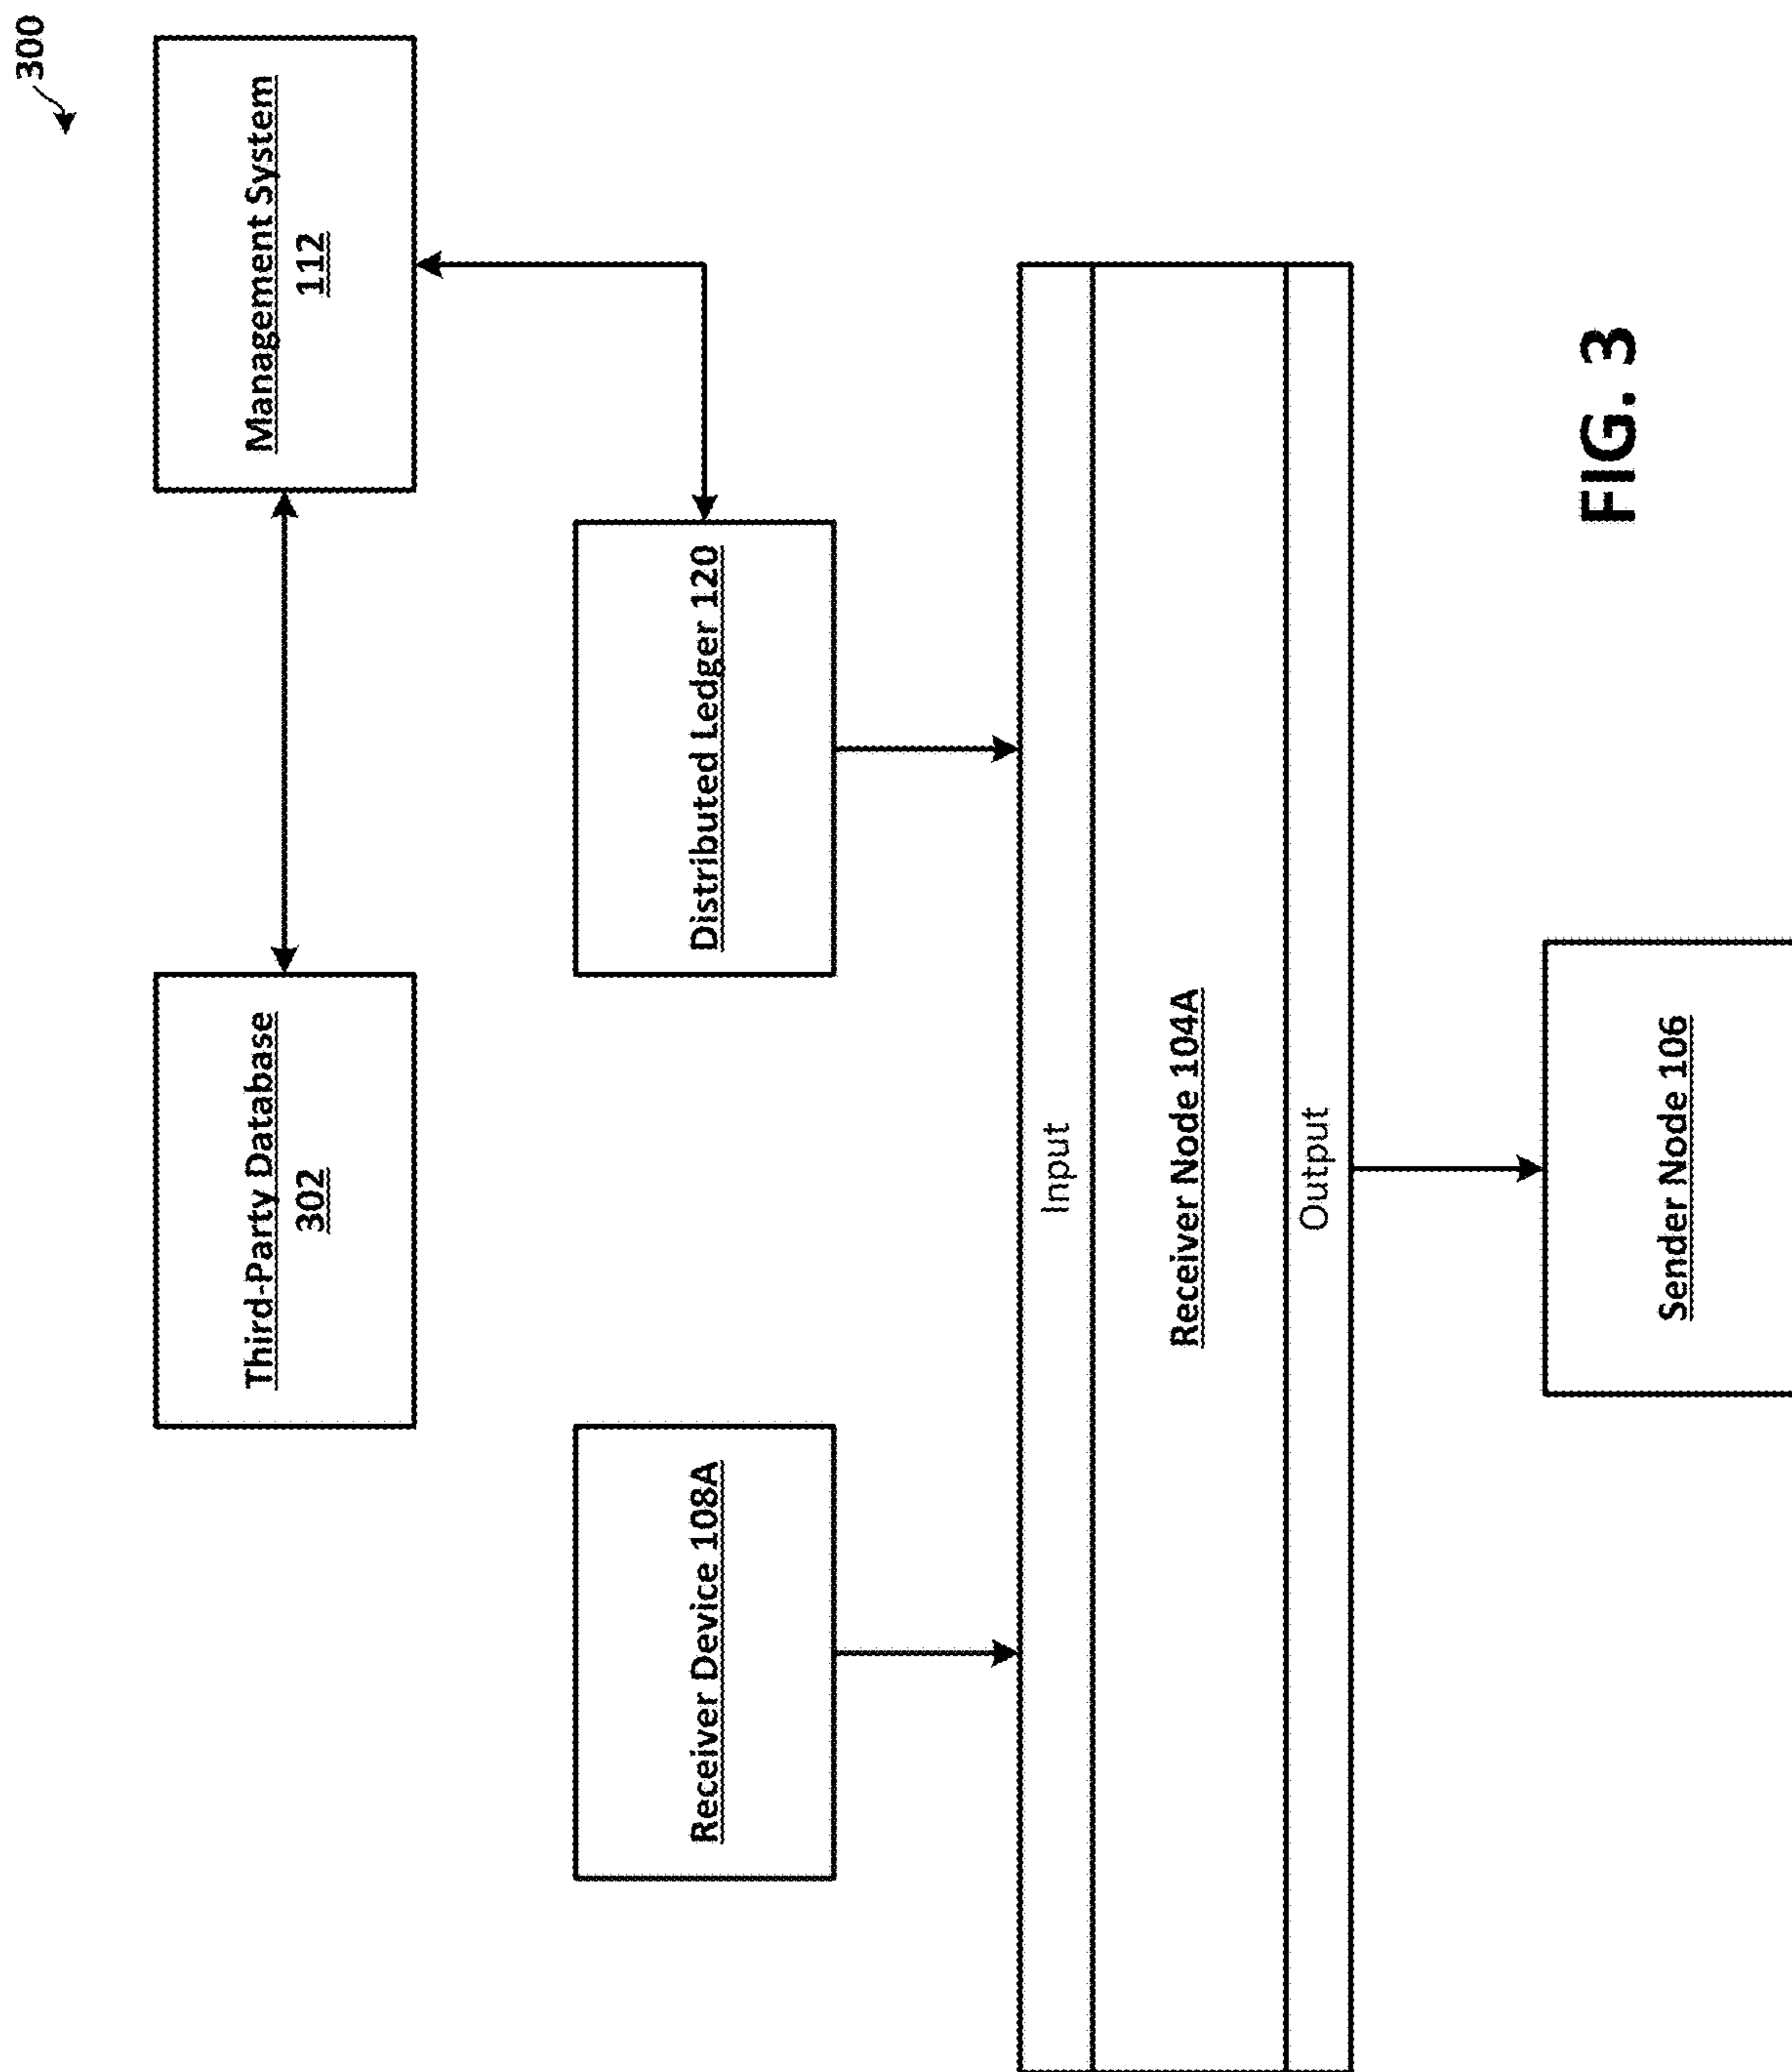 300
Third-Party Database
302
Management System
112
Receiver Device 108A
Distributed Ledger 120
Input
Receiver Node 104A
Output
Sender Node 106
FIG. 3